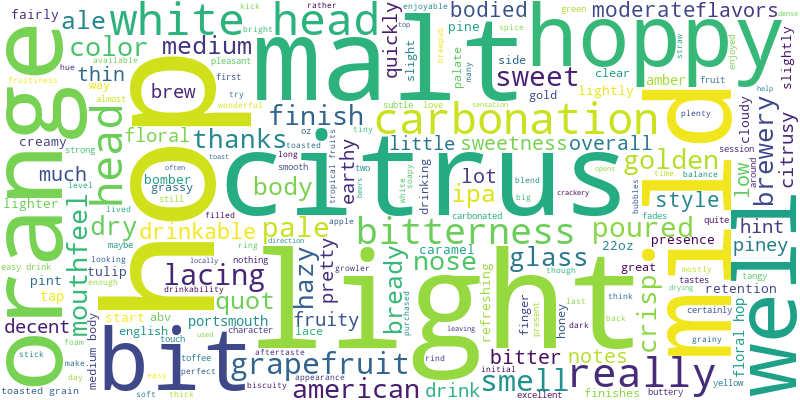 fairly
ale
white head
malt
hoppy
orange
color
medium
thin
way
almost
brew
hop
head
floral
thanks
creamy
strong
much
level
lighter
mouthfeel
dry
drinkable
bomber
grassy
often
toast
still
lived
filled
maybe
looking
easy drink
tulip
pint
tap
decent
lacing
quot
start
abv
english
touch
portsmouth
medium body
foam
stick
make
day
toasted grain
bit
used
toffee
perfect
soft
thick
easy
biscuity
appearance
aftertaste
grapefruit
american
lace
character
drinkability
locally
nothing
growler
ring
direction
pale
body
hazy
pretty
fruity
caramel
bready
purchased
light
citrus
finish
oz
toasted
long
smooth
tropical fruits
two
beers
earthy
apple
carbonated
white
soapy
drinking
little
sweetness
overall
carbonation
bitterness
nose
ipa
lot
subtle
love
tiny
sensation
blend
big
crackery
quickly
slight
palate
many
bodied
pine
top
brewpub
spice
side
gold
sweet
clear
lightly
moderate
flavors
enjoyable
rather
kick
bright
available
pleasant
first
try
wonderful
hue
fruitiness
green
enjoyed
straw
dense
slightly
amber
fruit
help
plenty
cloudy
citrusy
session
brewery
golden
style
poured
glass
22oz
presence
fades
opens
bubbles
time
balance
low
around
hint
piney
quite
tastes
retention
tangy
mostly
drying
certainly
grainy
yellow
floral hop
mild
well
crisp
great
think
back
last
though
refreshing
finger
present
honey
dark
notes
bitter
smell
really
drink
rind
leaving
initial
excellent
finishes
buttery
enough